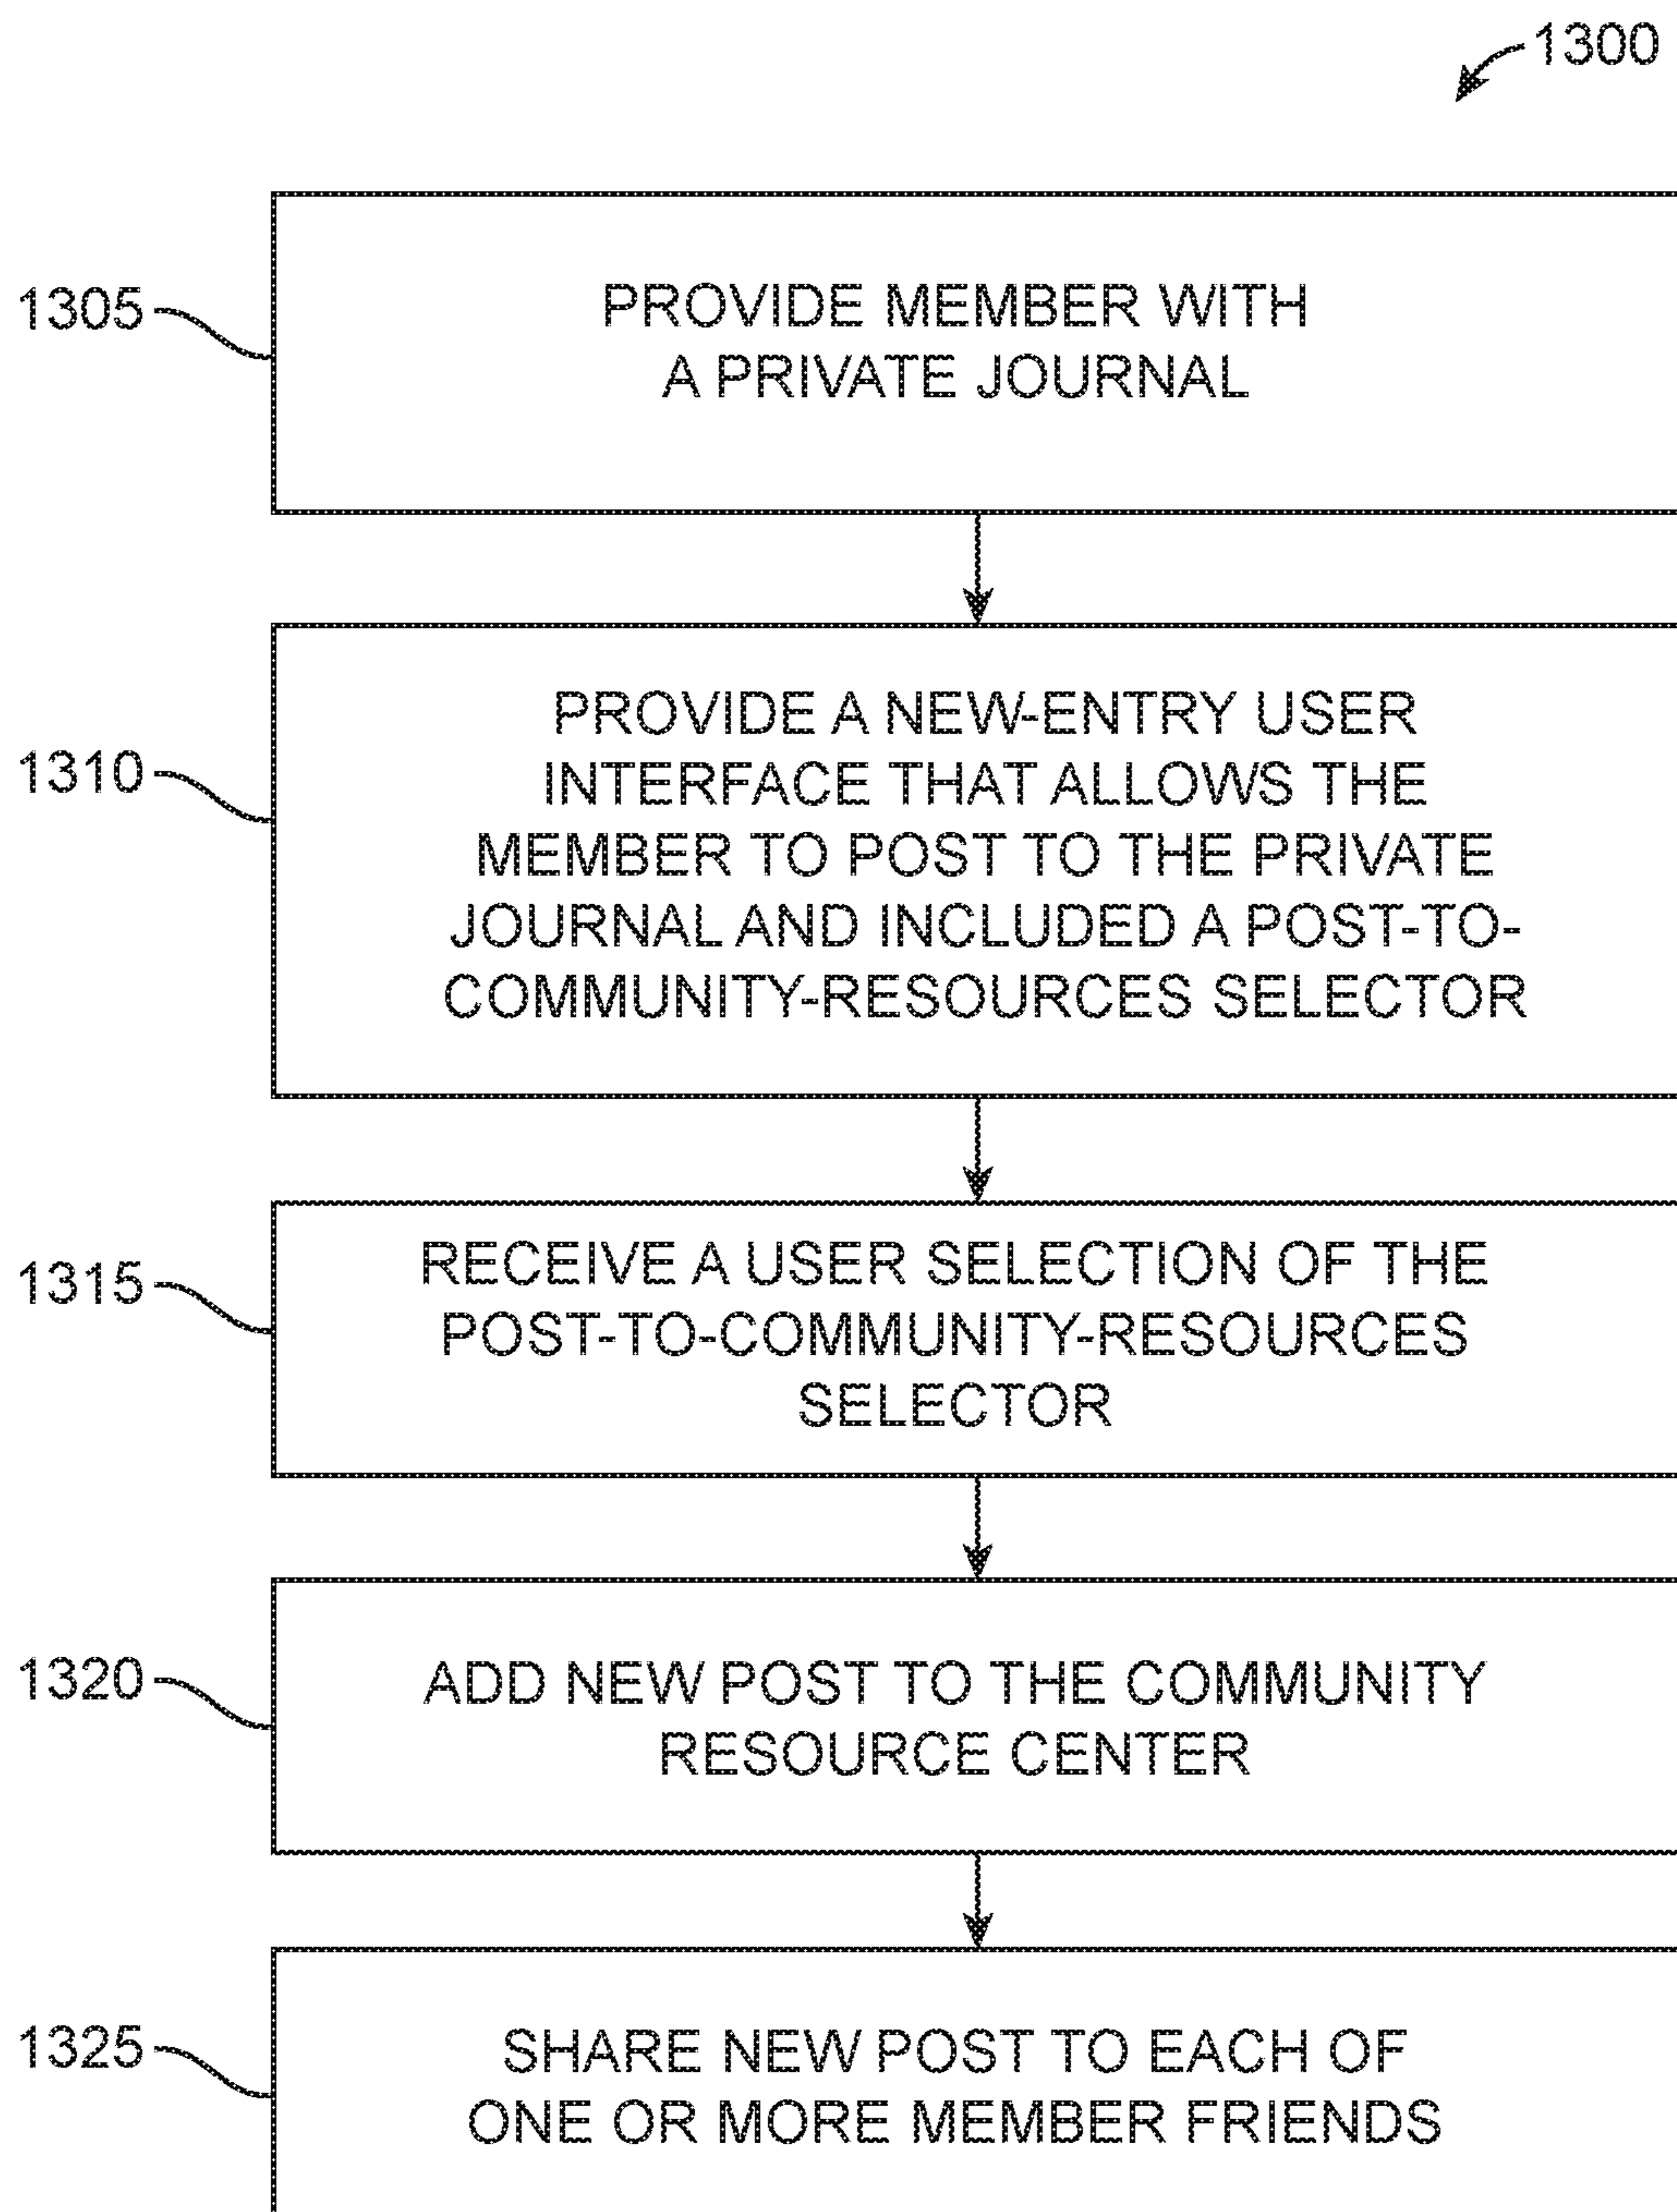 1300
1305
PROVIDE MEMBER WITH
A PRIVATE JOURNAL
1310
PROVIDE A NEW-ENTRY USER
INTERFACE THAT ALLOWS THE
MEMBER TO POST TO THE PRIVATE
JOURNAL AND INCLUDED A POST-TO-
COMMUNITY-RESOURCES SELECTOR
1315
RECEIVE A USER SELECTION OF THE
POST-TO-COMMUNITY-RESOURCES
SELECTOR
1320
ADD NEW POST TO THE COMMUNITY
RESOURCE CENTER
1325
SHARE NEW POST TO EACH OF
ONE OR MORE MEMBER FRIENDS